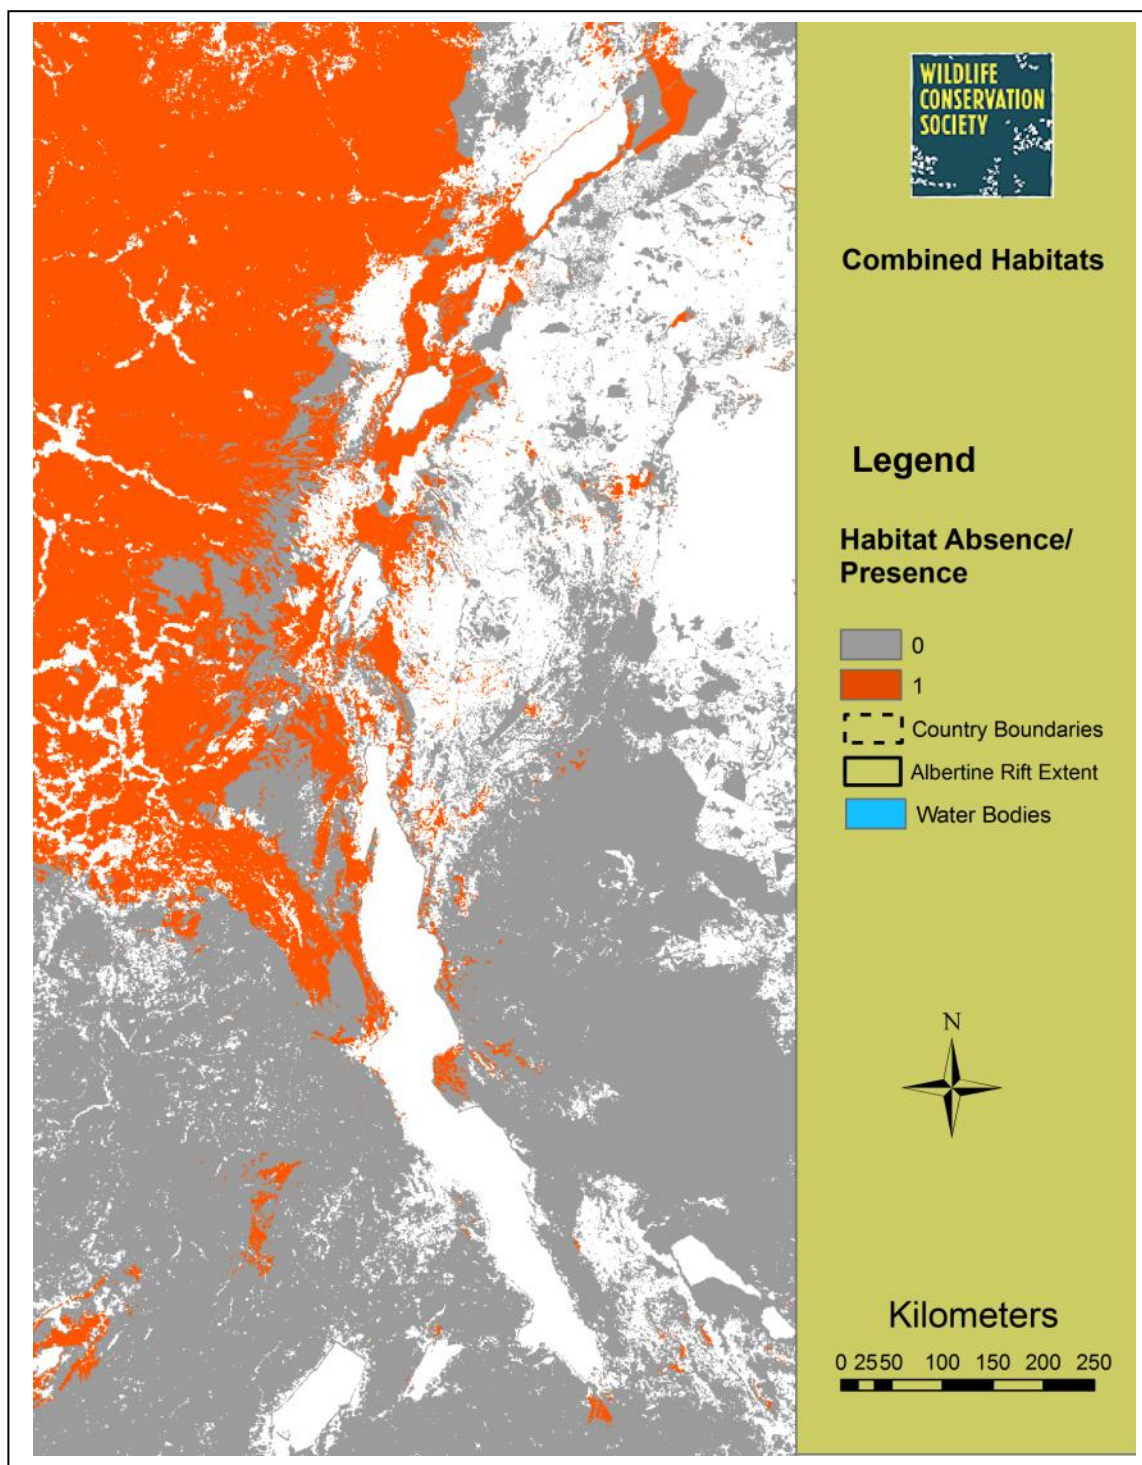 WILDLIFE
CONSERVATION
SOCIETY
Combined Habitats
Legend
Habitat Absence/
Presence
0
1
Country Boundaries
Albertine Rift Extent
Water Bodies
N
Kilometers
0 25 50 100 150 200 250